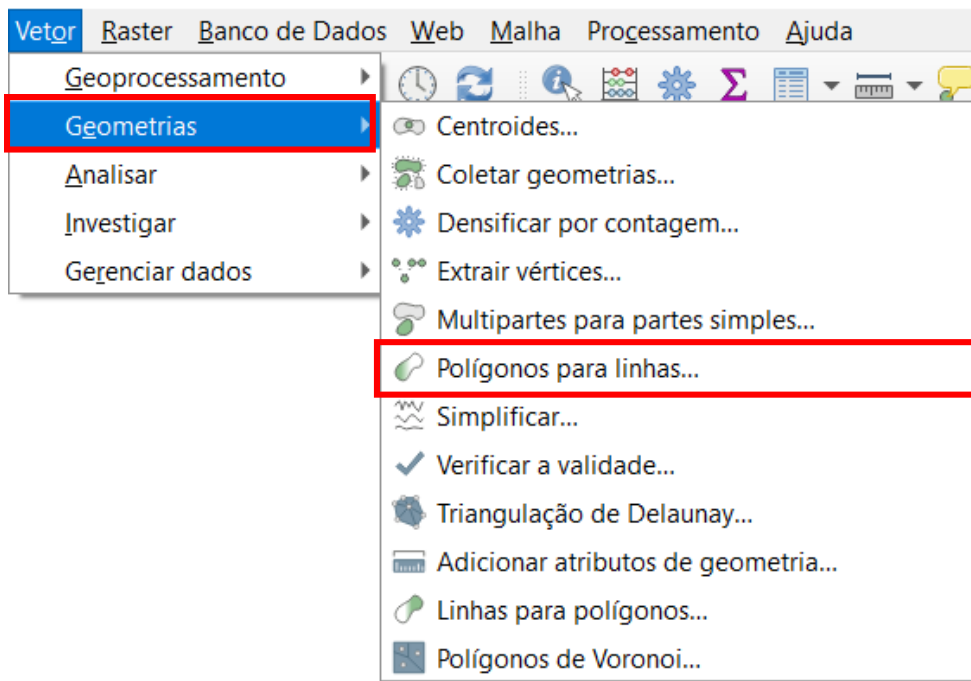 Vetor Raster Banco de Dados Web Malha Processamento Ajuda
Geoprocessamento
Geometrias
Analisar
Investigar
Gerenciar dados
Centroides...
Coletar geometrias...
Densificar por contagem...
Extrair vértices...
Multipartes para partes simples...
Polígonos para linhas...
Simplificar...
Verificar a validade...
Triangulação de Delaunay...
Adicionar atributos de geometria...
Linhas para polígonos...
Polígonos de Voronoi...